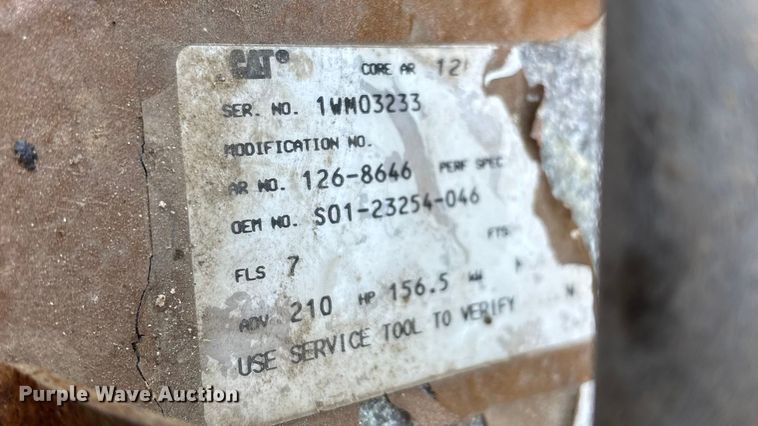 CAT® CORE AR
SER. NO. 1WM03233
MODIFICATION NO.
AR NO. 126-8646 PERF SPEC
OEM NO. S01-23254-046
FLS 7 FTS
ADV 210 HP 156.5
USE SERVICE TOOL TO VERIFY
Purple Wave Auction